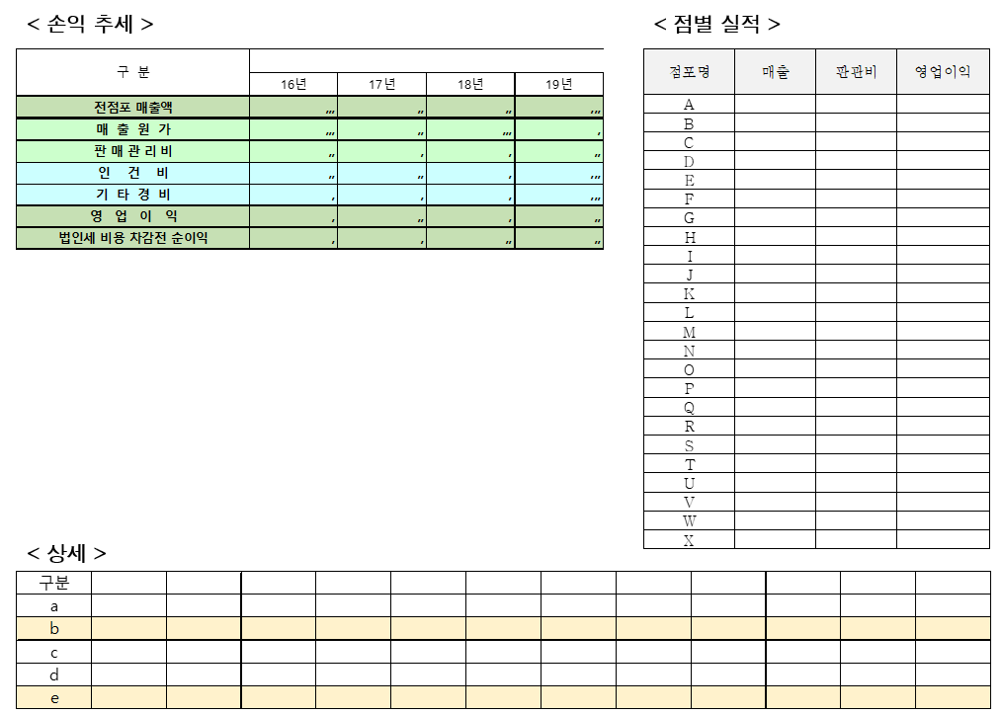 < 손익 추세 >
구 분
16년 17년 18년 19년
전점포 매출액 ,,, ,, ,, ,,,
매 출 원 가 ,,, ,, ,,, ,
판 매 관 리 비 ,, , , ,,
인 건 비 ,, ,, , ,,,
기 타 경 비 , , , ,,,
영 업 이 익 , ,, , ,,
법인세 비용 차감전 순이익 , , ,, ,,
< 점별 실적 >
점포명 매출 판관비 영업이익
A
B
C
D
E
F
G
H
I
J
K
L
M
N
O
P
Q
R
S
T
U
V
W
X
< 상세 >
구분
a
b
c
d
e